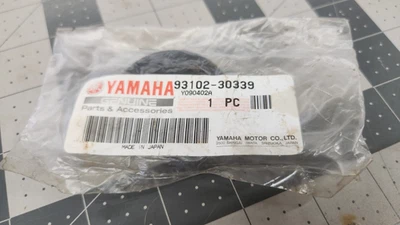 YAMAHA 93102-30339
Y090402A
GENUINE
Parts & Accessories
1 PC
YAMAHA MOTOR CO., LTD.
MADE IN JAPAN